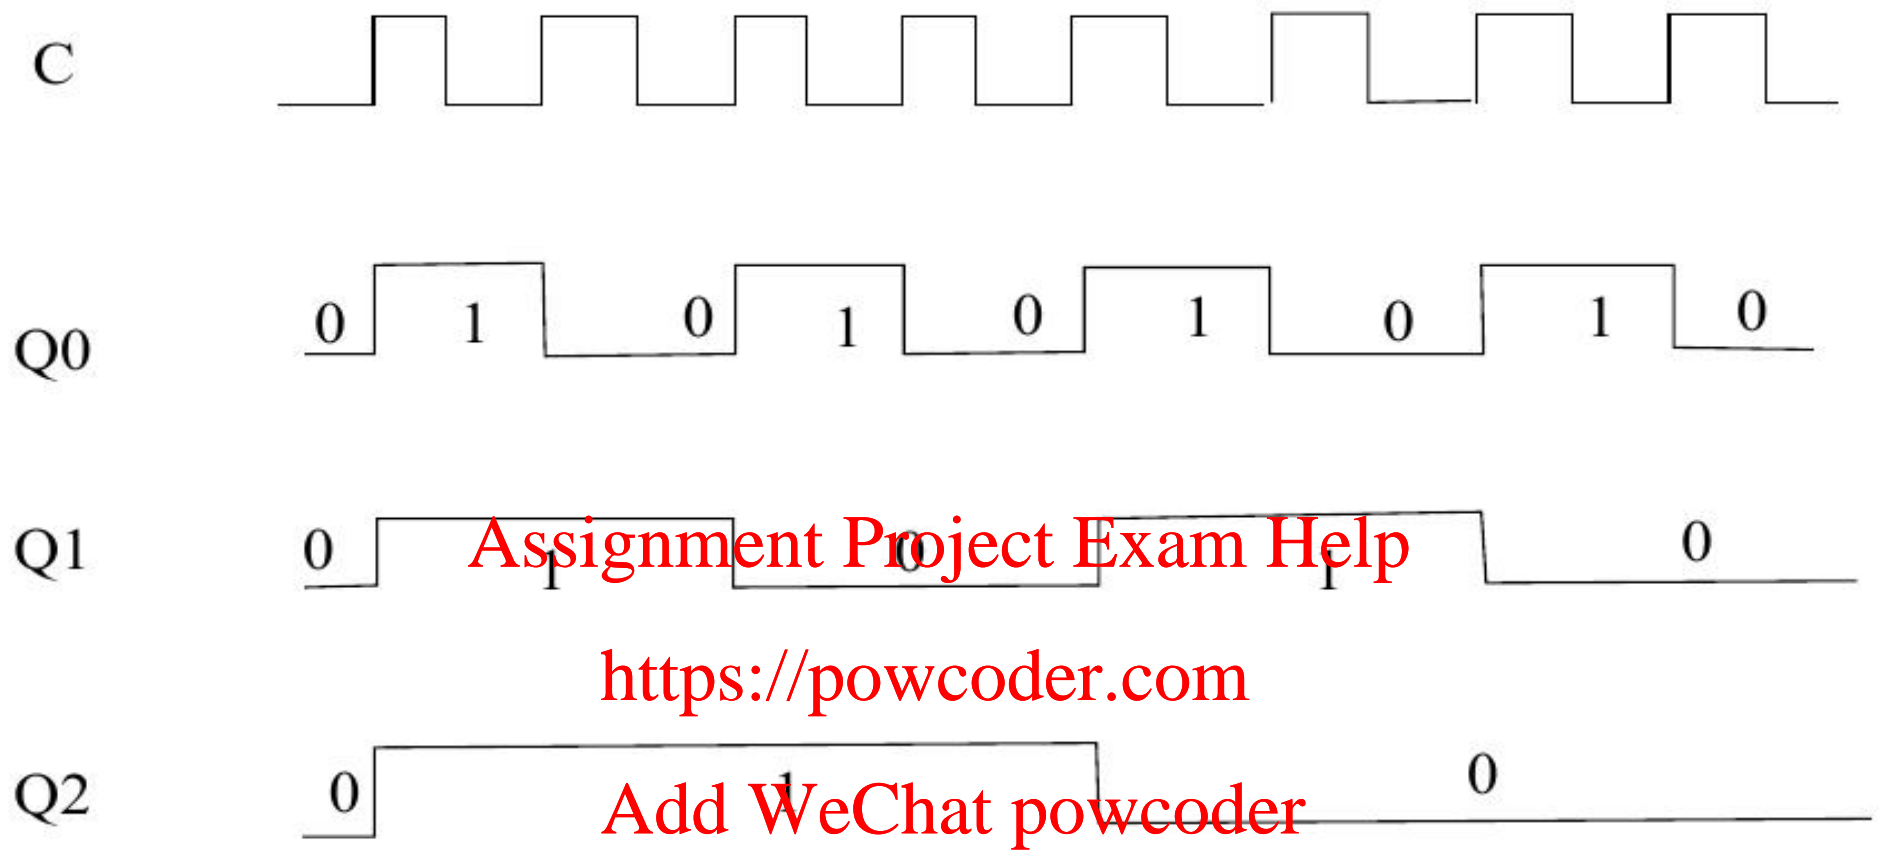 C
0 1 0 1 0 1 0 1 0
Q0
Q1 0 1 0 1 0
Assignment Project Exam Help
https://powcoder.com
Q2 0 1 0
Add WeChat powcoder